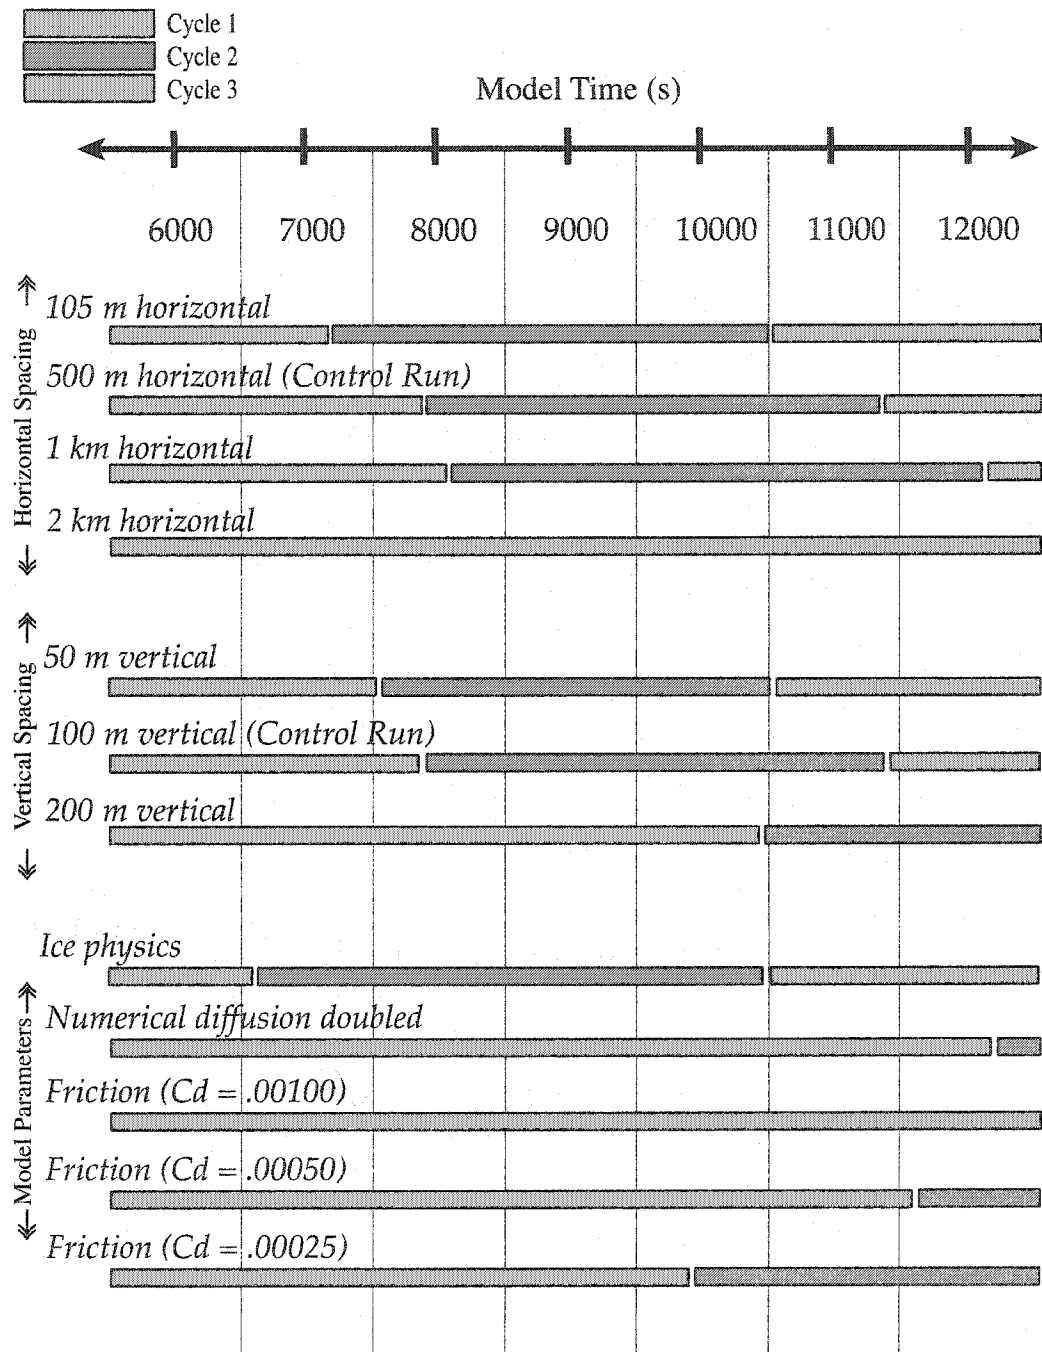 Cycle 1
Cycle 2
Cycle 3
Model Time (s)
6000 7000 8000 9000 10000 11000 12000
Horizontal Spacing
105 m horizontal
500 m horizontal (Control Run)
1 km horizontal
2 km horizontal
Vertical Spacing
50 m vertical
100 m vertical (Control Run)
200 m vertical
Model Parameters
Ice physics
Numerical diffusion doubled
Friction (Cd = .00100)
Friction (Cd = .00050)
Friction (Cd = .00025)